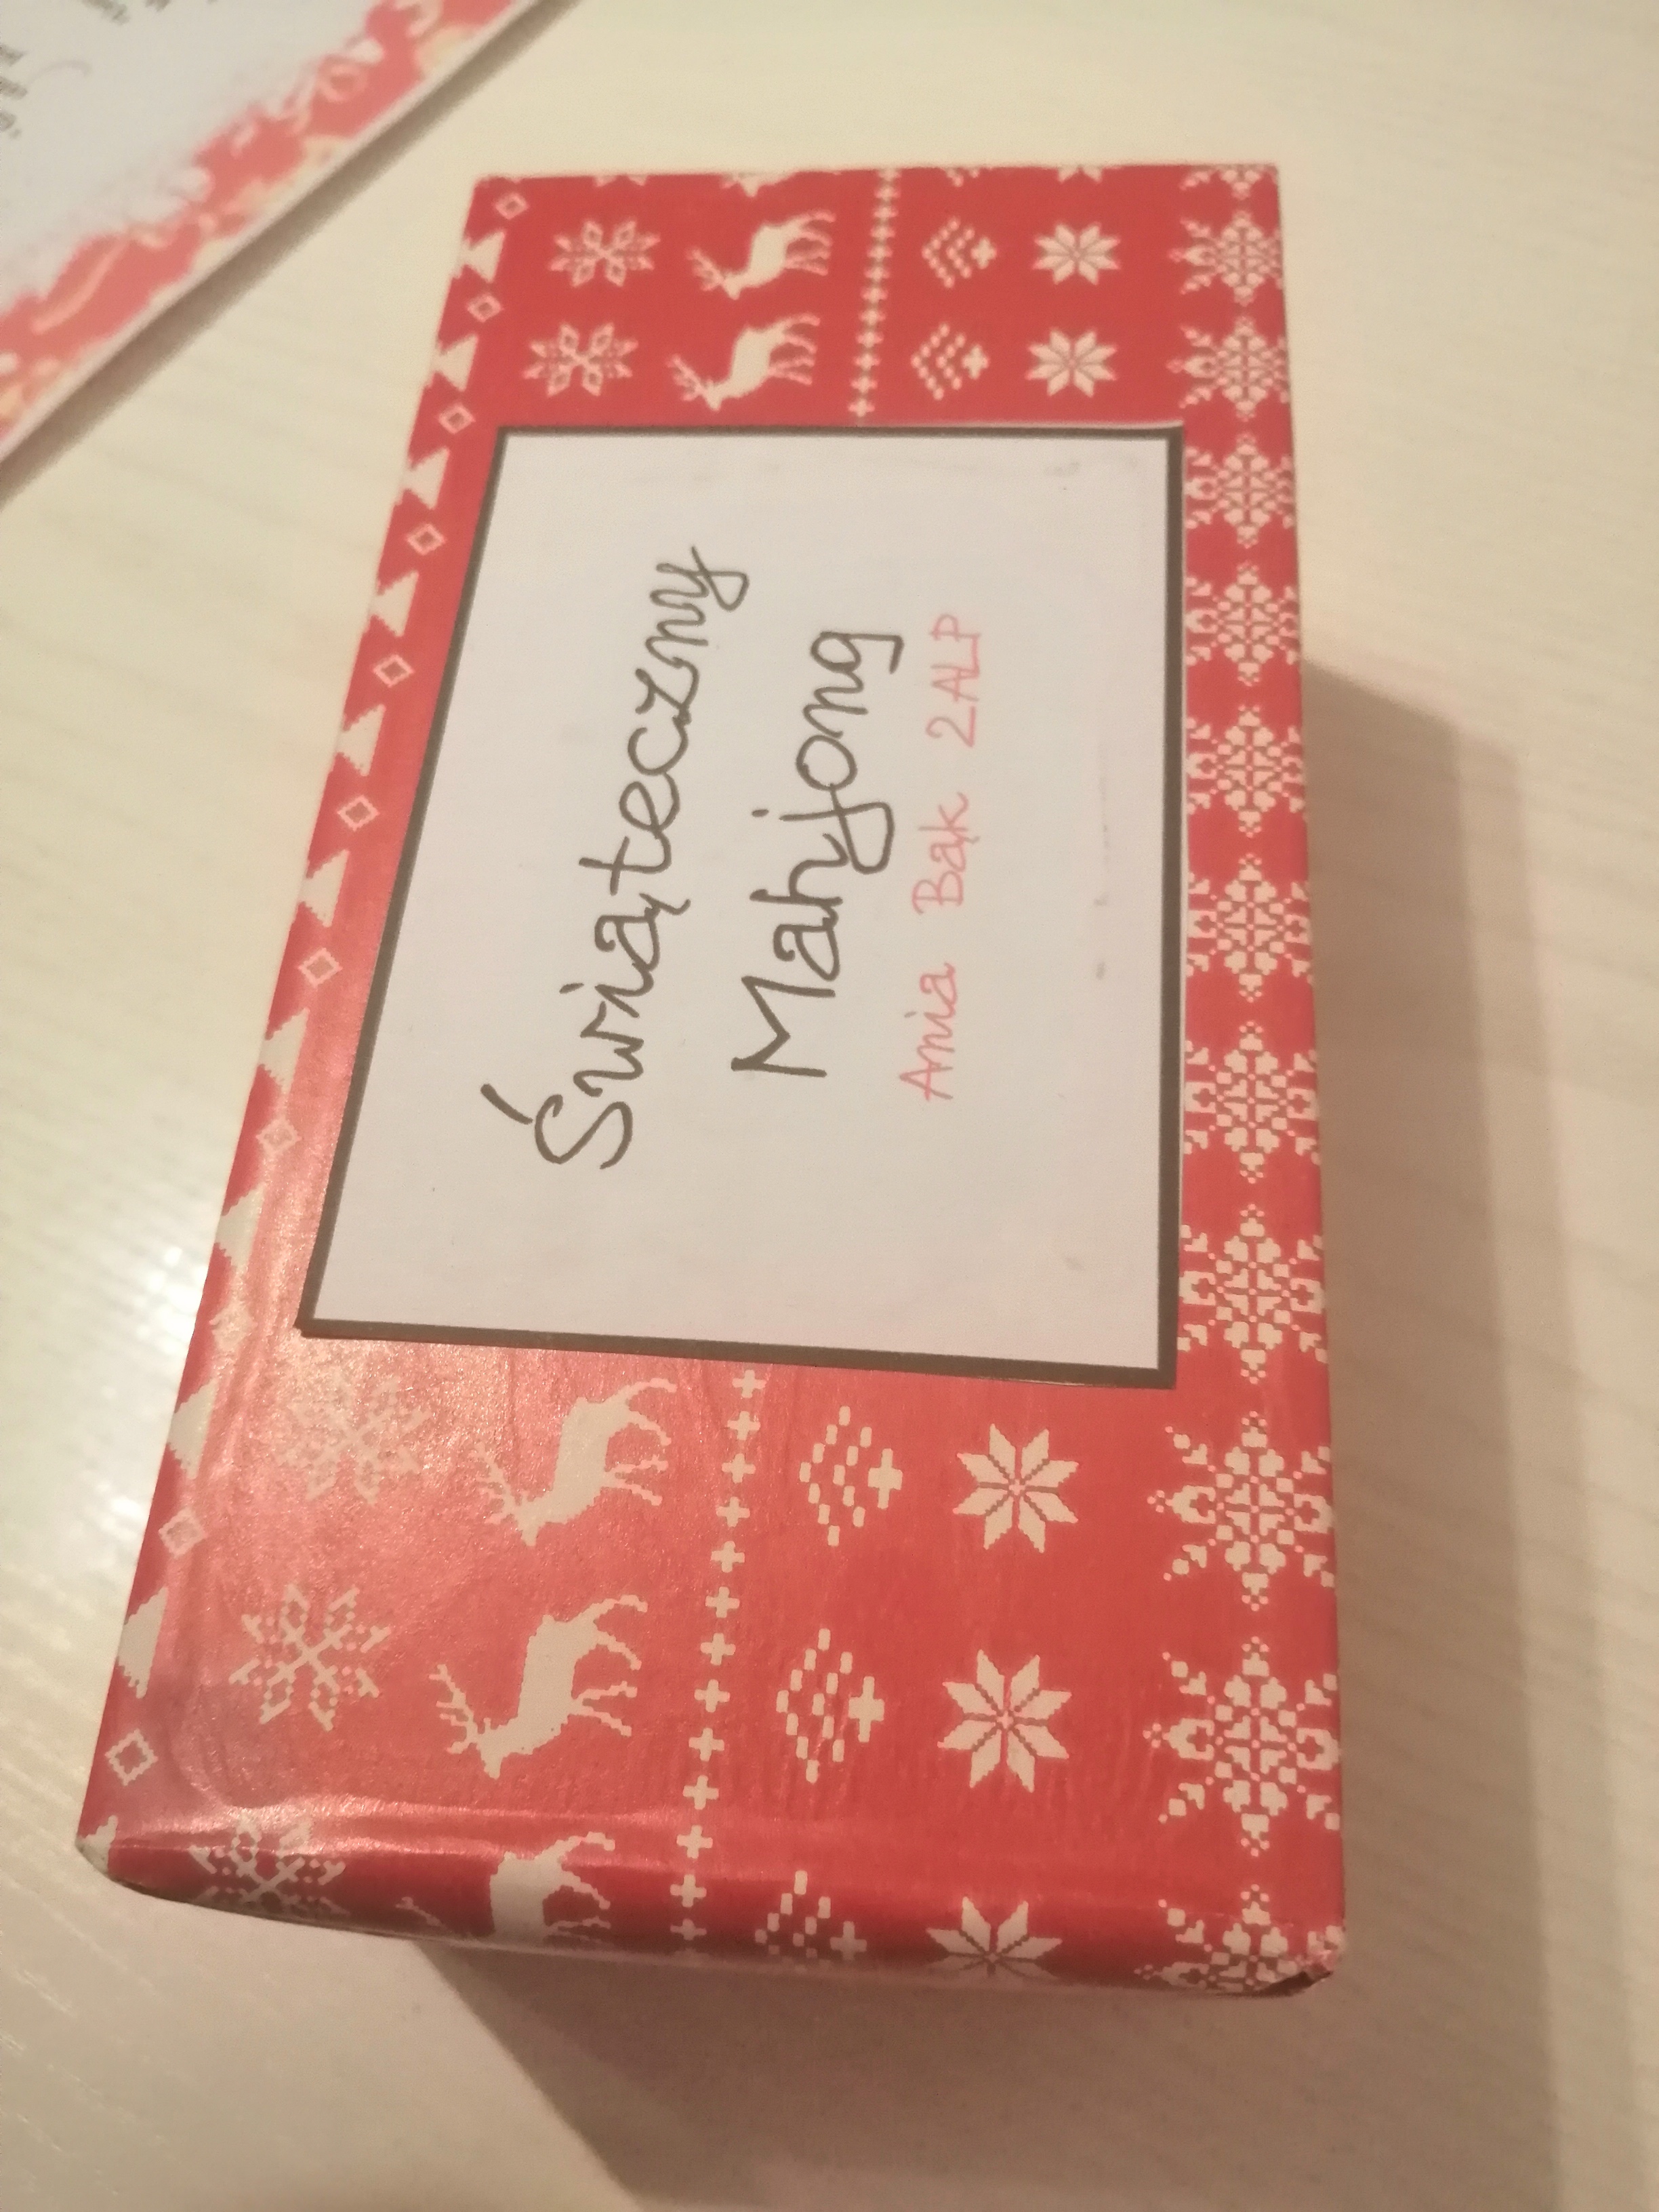 Świąteczny
Mahjong
Ania Bąk 2ALP